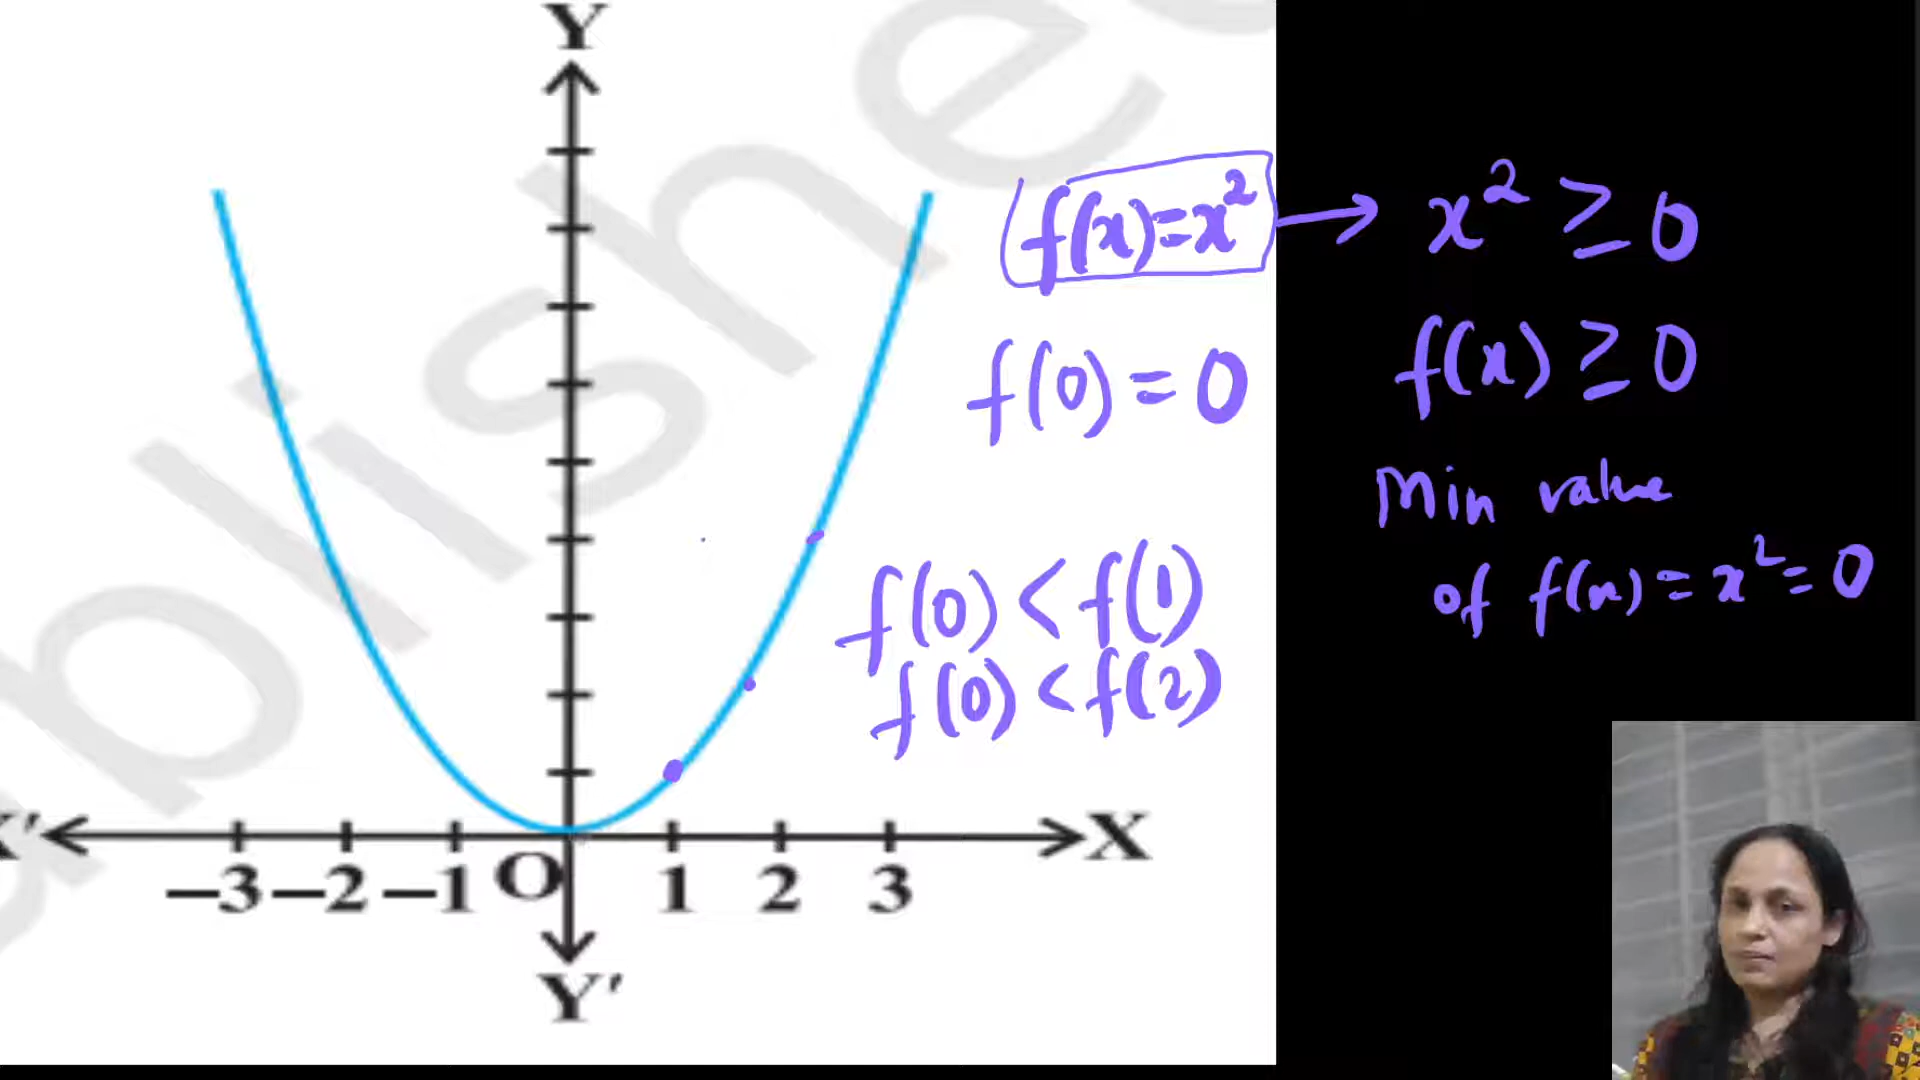 Y
f(x)=x²
f(0) = 0
f(0) < f(1)
f(0) < f(2)
X' X
−3 −2 −1 O 1 2 3
Y'
x² ≥ 0
f(x) ≥ 0
Min value
of f(x) = x² = 0
blishe